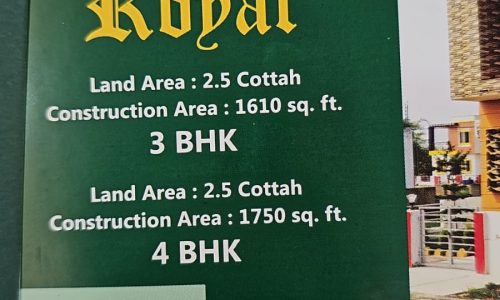 Royal
Land Area : 2.5 Cottah
Construction Area : 1610 sq. ft.
3 BHK
Land Area : 2.5 Cottah
Construction Area : 1750 sq. ft.
4 BHK